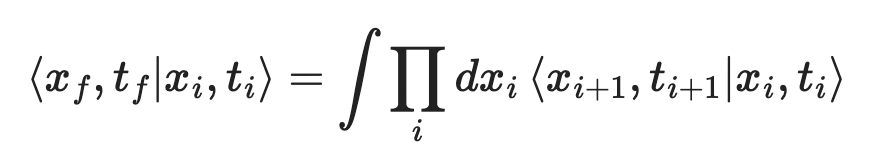 ⟨x_f, t_f|x_i, t_i⟩ = ∫ ∏_i dx_i ⟨x_{i+1}, t_{i+1}|x_i, t_i⟩